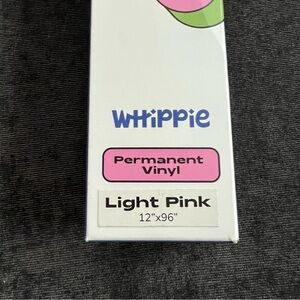 WHiPPie
Permanent
Vinyl
Light Pink
12"x96"